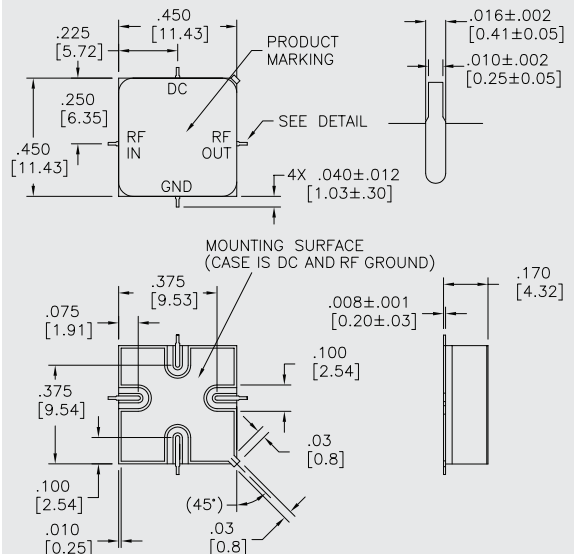 .450
[11.43]
.225
[5.72]
PRODUCT
MARKING
.016±.002
[0.41±0.05]
.010±.002
[0.25±0.05]
DC
.250
[6.35]
SEE DETAIL
RF
IN
RF
OUT
.450
[11.43]
GND
4X .040±.012
[1.03±.30]
MOUNTING SURFACE
(CASE IS DC AND RF GROUND)
.375
[9.53]
.170
[4.32]
.075
[1.91]
.008±.001
[0.20±.03]
.100
[2.54]
.375
[9.54]
.03
[0.8]
.100
[2.54]
(45°)
.010
[0.25]
.03
[0.8]